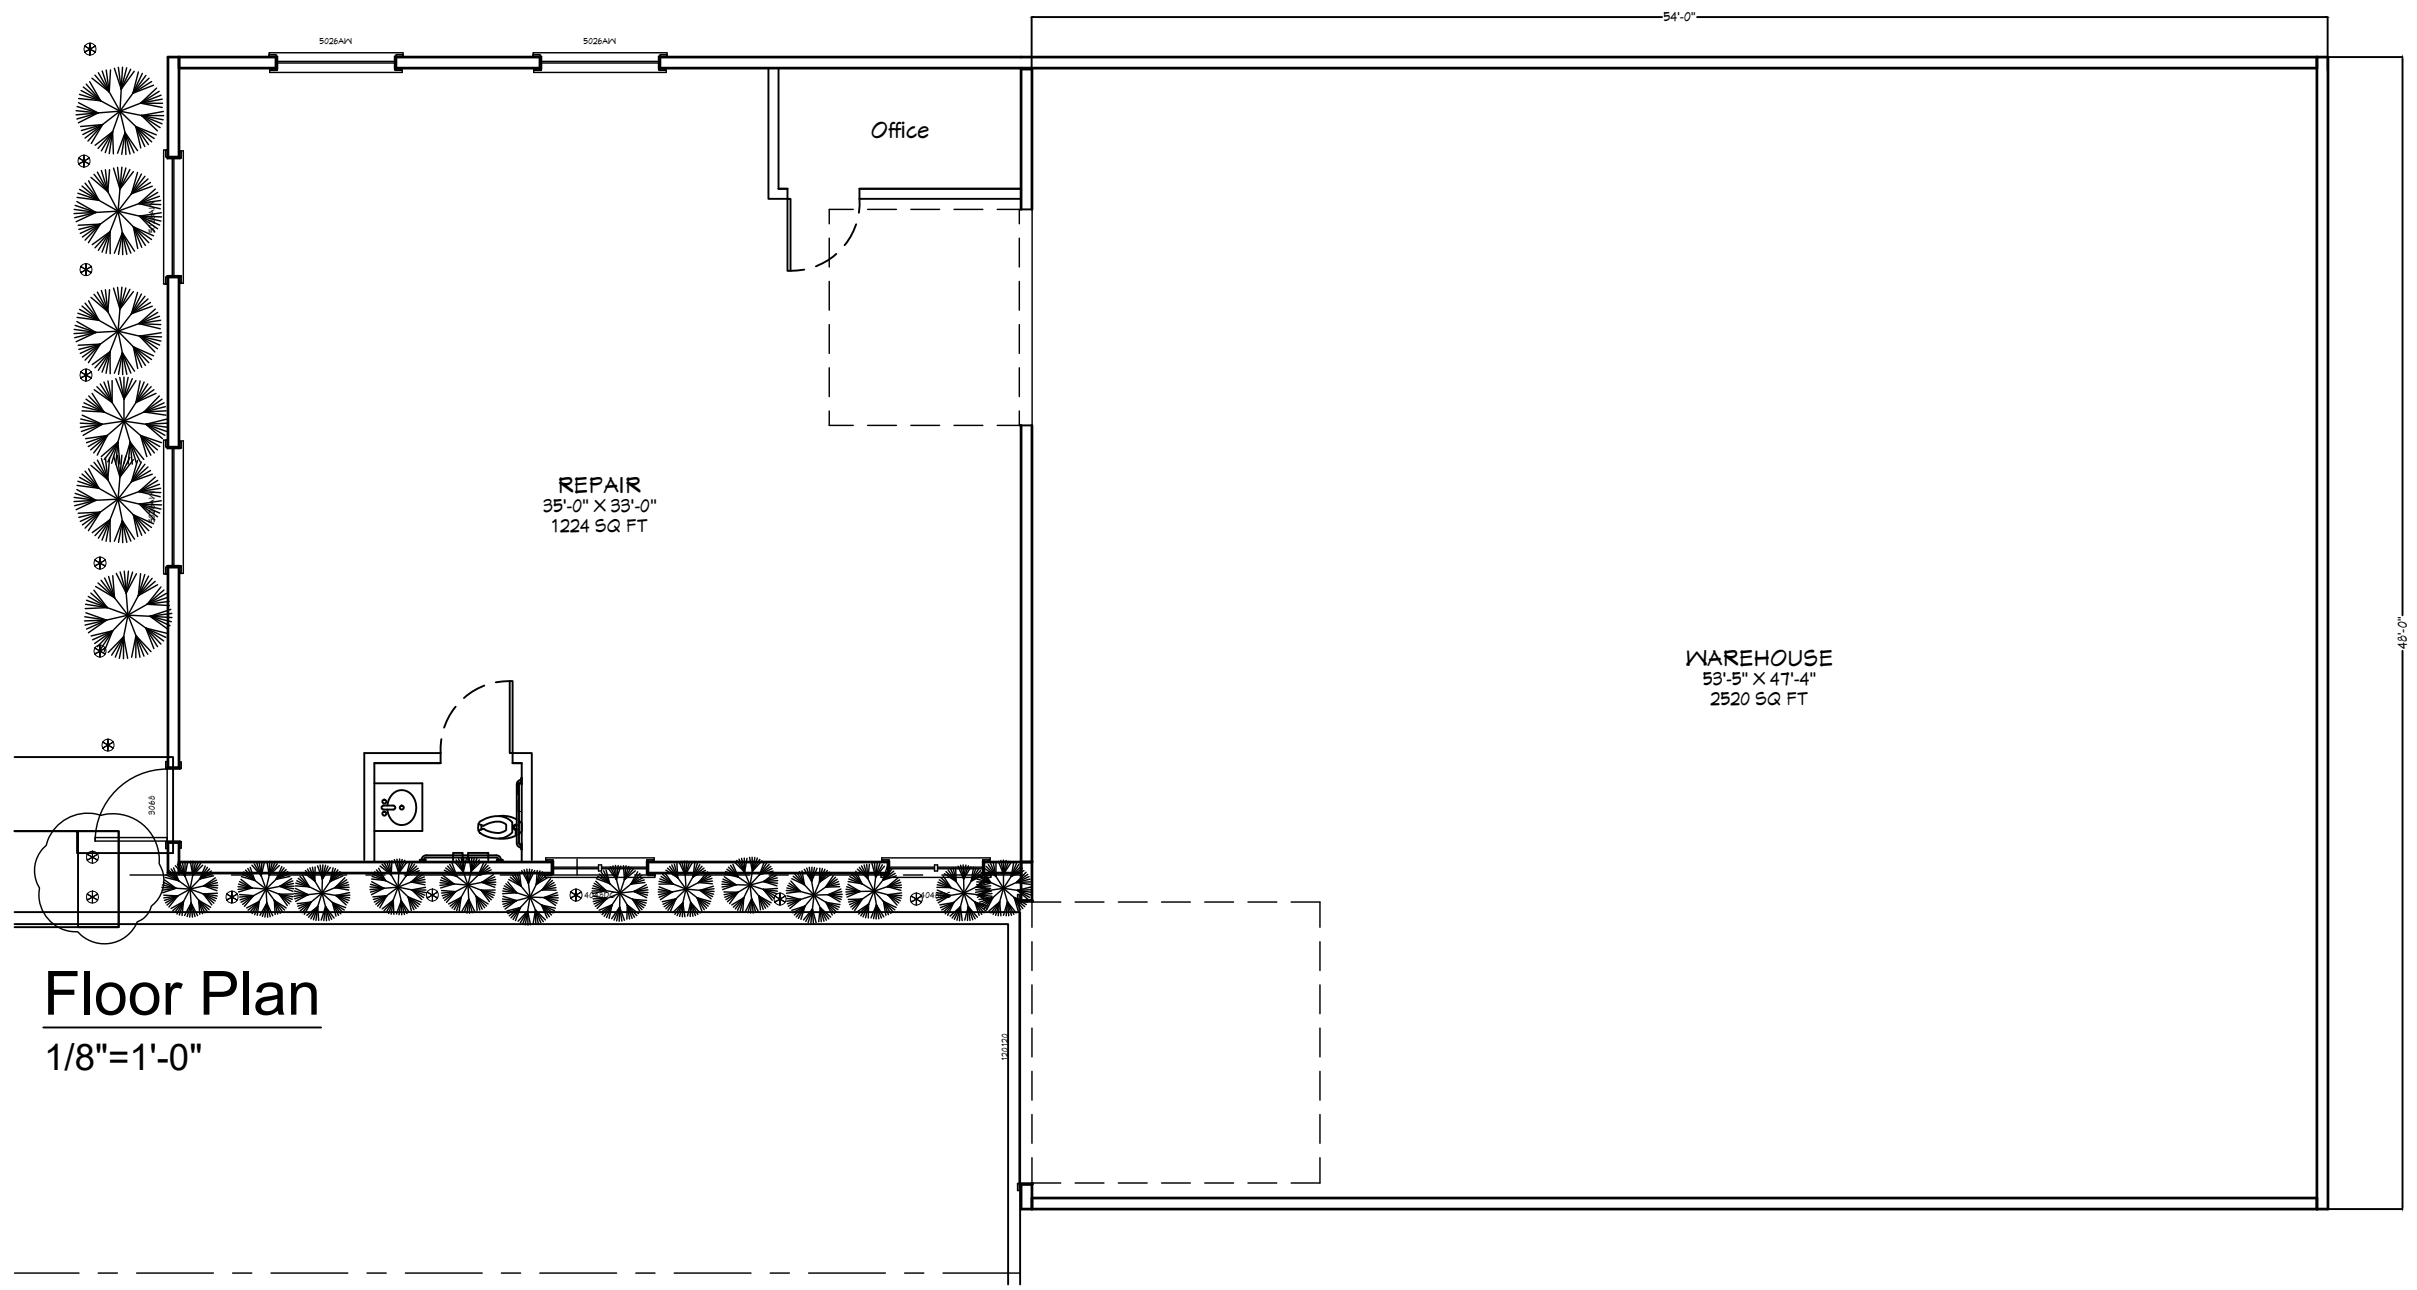 54'-0"
5026AW
5026AW
Office
REPAIR
35'-0" X 33'-0"
1224 SQ FT
WAREHOUSE
53'-5" X 47'-4"
2520 SQ FT
48'-0"
3068
120120
Floor Plan
1/8"=1'-0"